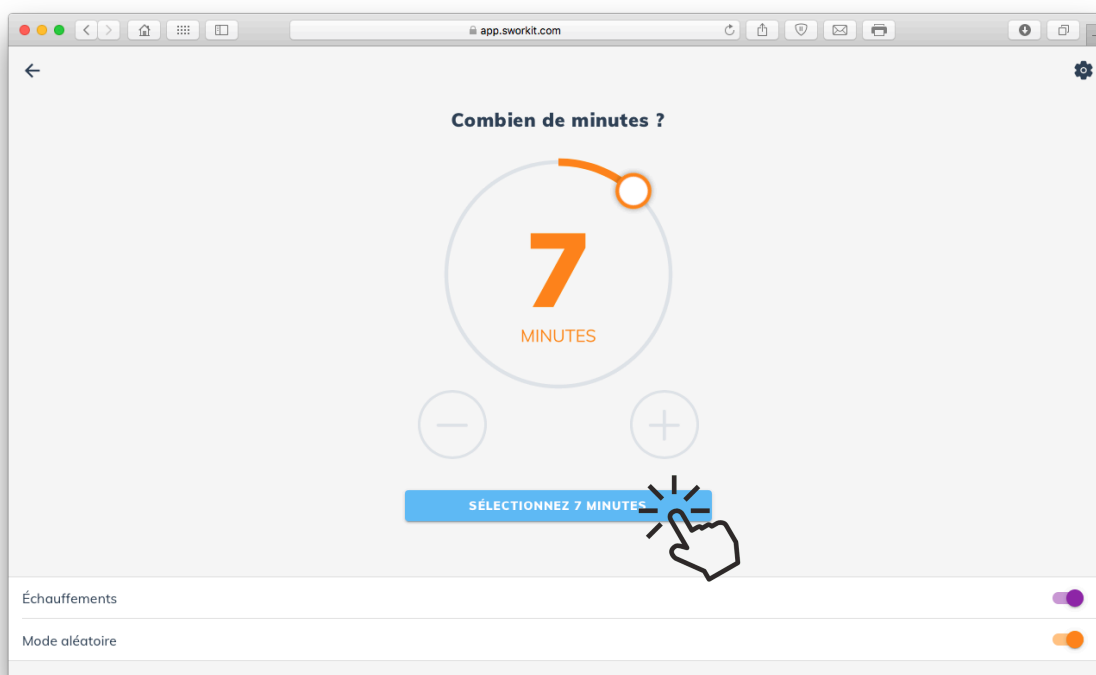 app.sworkit.com
Combien de minutes ?
7
MINUTES
SÉLECTIONNEZ 7 MINUTES
Échauffements
Mode aléatoire